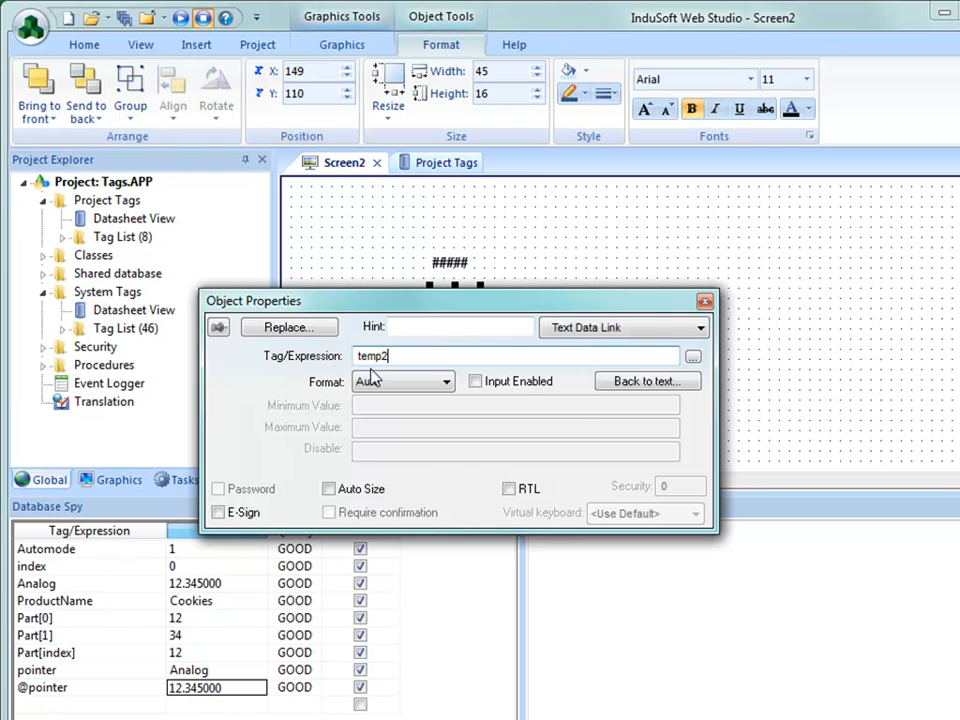 Graphics Tools
Object Tools
InduSoft Web Studio - Screen2
Home
View
Insert
Project
Graphics
Format
Help
Bring to front
Send to back
Group
Align
Rotate
X: 149
Y: 110
Resize
Width: 45
Height: 16
Arial
11
A A B I U abc A
Arrange
Position
Size
Style
Fonts
Project Explorer
Screen2
Project Tags
Project: Tags.APP
Project Tags
Datasheet View
Tag List (8)
Classes
Shared database
System Tags
Datasheet View
Tag List (46)
Security
Procedures
Event Logger
Translation
#####
Object Properties
Replace...
Hint:
Text Data Link
Tag/Expression: temp2
...
Format:
Input Enabled
Back to text...
Minimum Value:
Maximum Value:
Disable:
Password
Auto Size
RTL
Security: 0
E-Sign
Require confirmation
Virtual keyboard: <Use Default>
Global
Graphics
Tasks
Database Spy
Tag/Expression
Automode 1 GOOD
index 0 GOOD
Analog 12.345000 GOOD
ProductName Cookies GOOD
Part[0] 12 GOOD
Part[1] 34 GOOD
Part[index] 12 GOOD
pointer Analog GOOD
@pointer 12.345000 GOOD